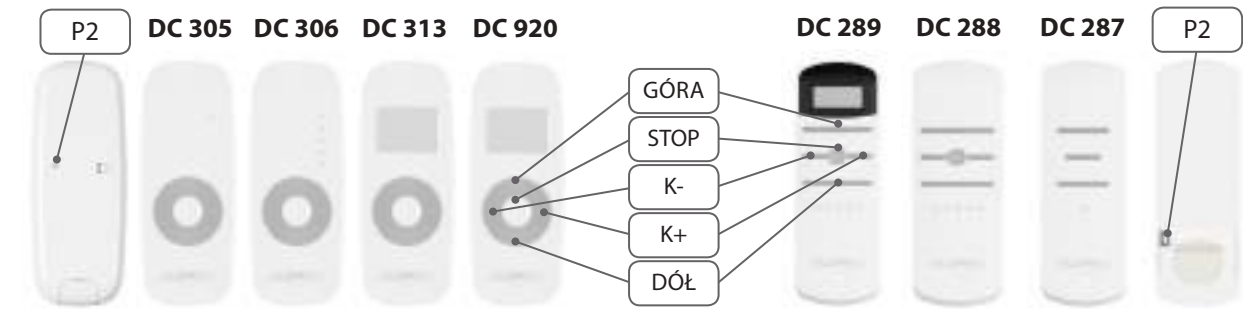 P2 DC 305 DC 306 DC 313 DC 920 DC 289 DC 288 DC 287 P2
GÓRA
STOP
K-
K+
DÓŁ